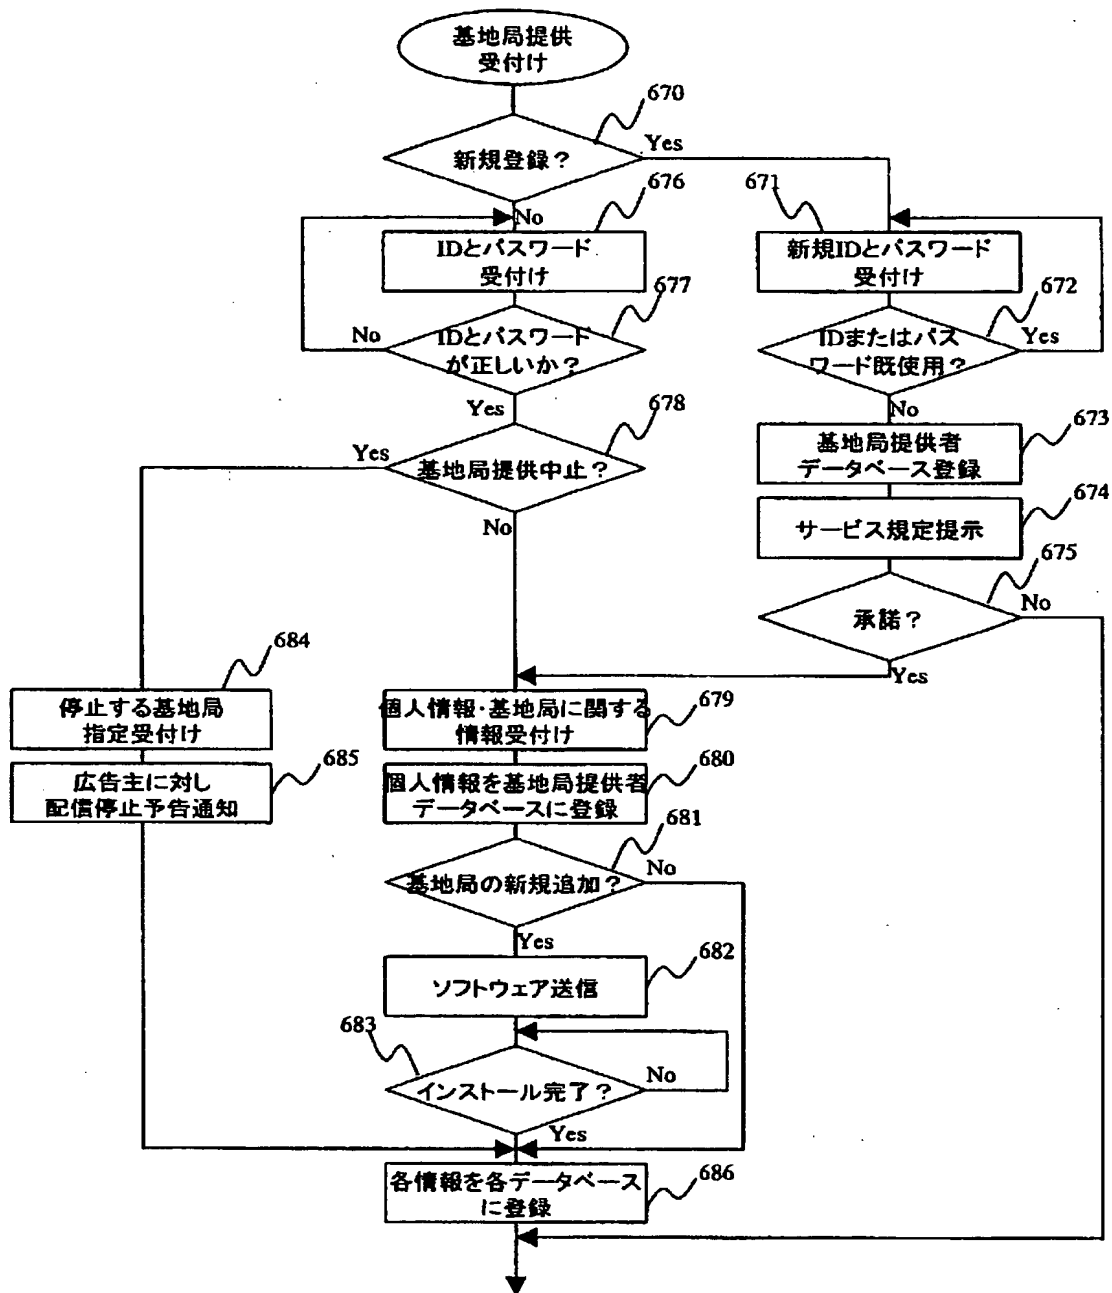 基地局提供
受付け
670
新規登録？
Yes
No
676
IDとパスワード
受付け
671
新規IDとパスワード
受付け
677
IDとパスワード
が正しいか？
No
Yes
672
IDまたはパス
ワード既使用？
Yes
No
678
基地局提供中止？
Yes
No
673
基地局提供者
データベース登録
674
サービス規定提示
675
承諾？
No
Yes
684
停止する基地局
指定受付け
679
個人情報・基地局に関する
情報受付け
685
広告主に対し
配信停止予告通知
680
個人情報を基地局提供者
データベースに登録
681
基地局の新規追加？
No
Yes
682
ソフトウェア送信
683
インストール完了？
No
Yes
686
各情報を各データベース
に登録